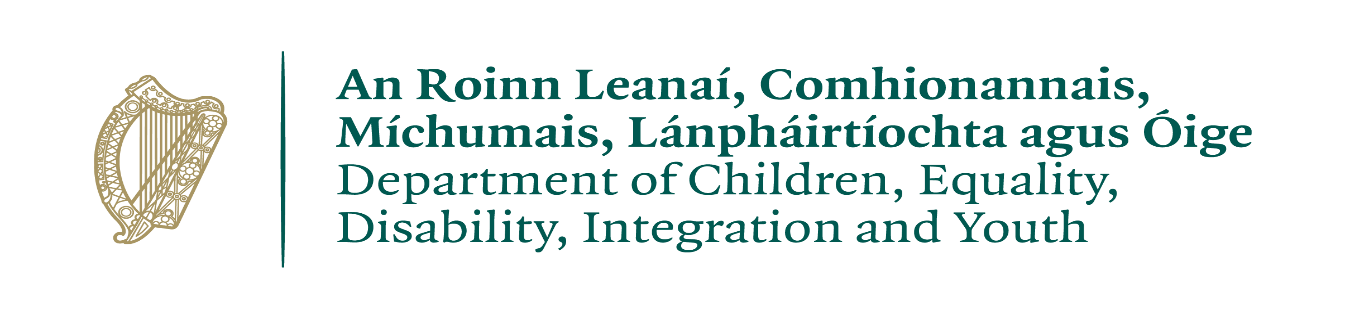 An Roinn Leanaí, Comhionannais,
Míchumais, Lánpháirtíochta agus Óige
Department of Children, Equality,
Disability, Integration and Youth